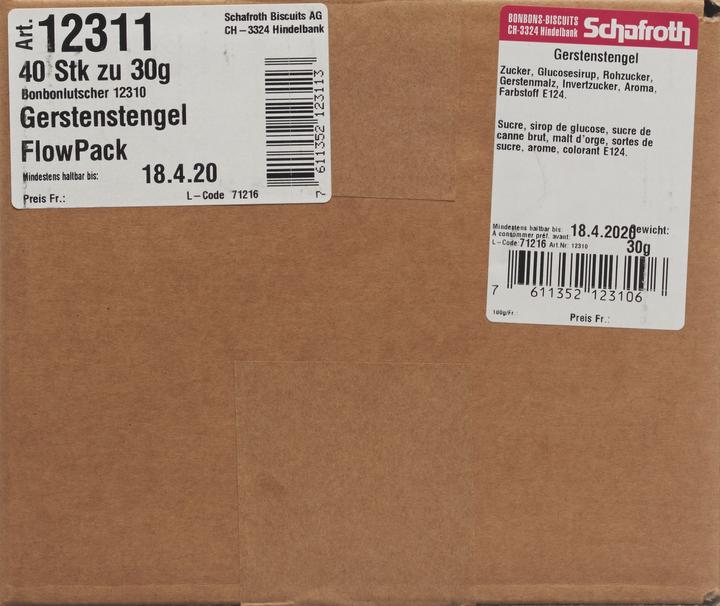 Art. 12311
Schafroth Biscuits AG
CH-3324 Hindelbank
40 Stk zu 30g
Bonbonlutscher 12310
Gerstenstengel
FlowPack
Mindestens haltbar bis: 18.4.20
Preis Fr.: L-Code 71216
7 611352 123113
BONBONS-BISCUITS
CH-3324 Hindelbank
Schafroth
Gerstenstengel
Zucker, Glucosesirup, Rohzucker,
Gerstenmalz, Invertzucker, Aroma,
Farbstoff E124.
Sucre, sirop de glucose, sucre de
canne brut, malt d'orge, sortes de
sucre, arome, colorant E124.
Mindestens haltbar bis:
A consommer préf. avant: 18.4.2020 Gewicht:
L-Code: 71216 Art.Nr: 12310 30g
7 611352 123106
100g/Fr.: Preis Fr.: